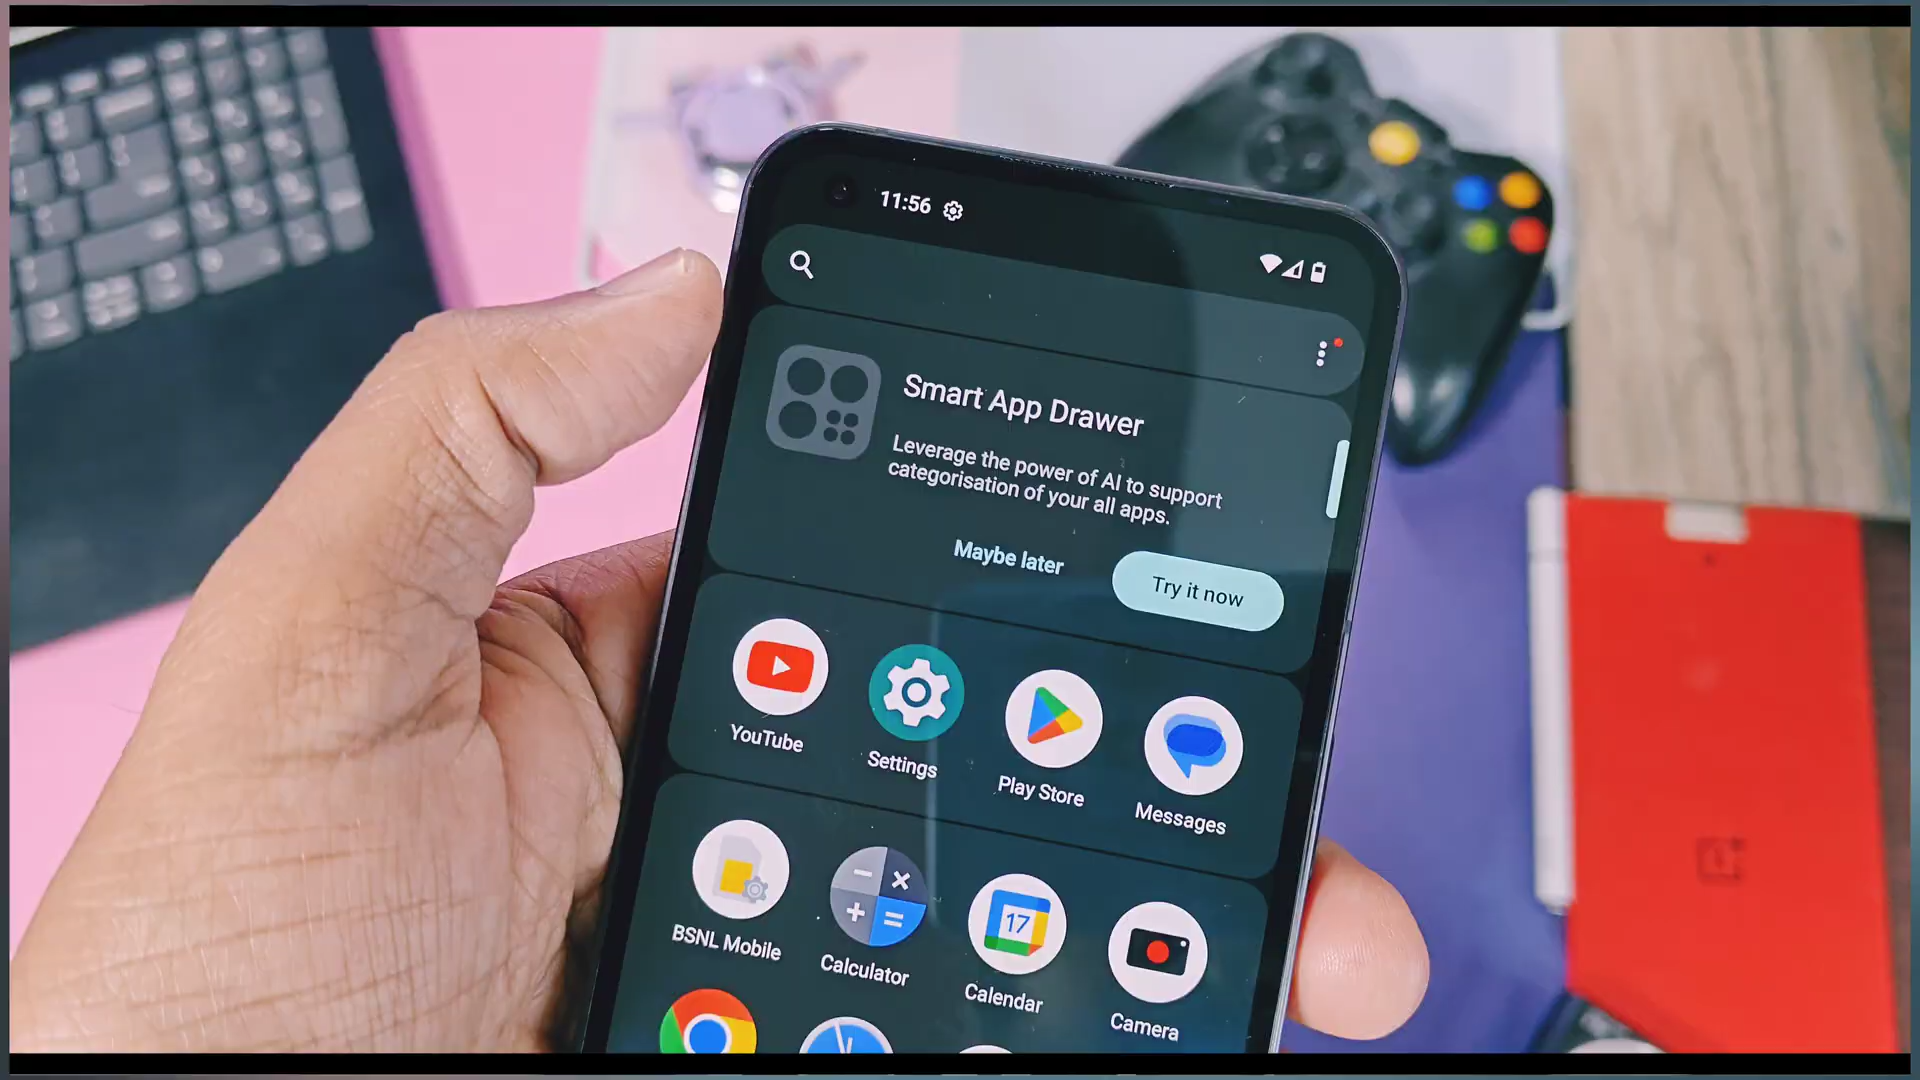 11:56
Smart App Drawer
Leverage the power of AI to support
categorisation of your all apps.
Maybe later
Try it now
YouTube
Settings
Play Store
Messages
BSNL Mobile
Calculator
17
Calendar
Camera